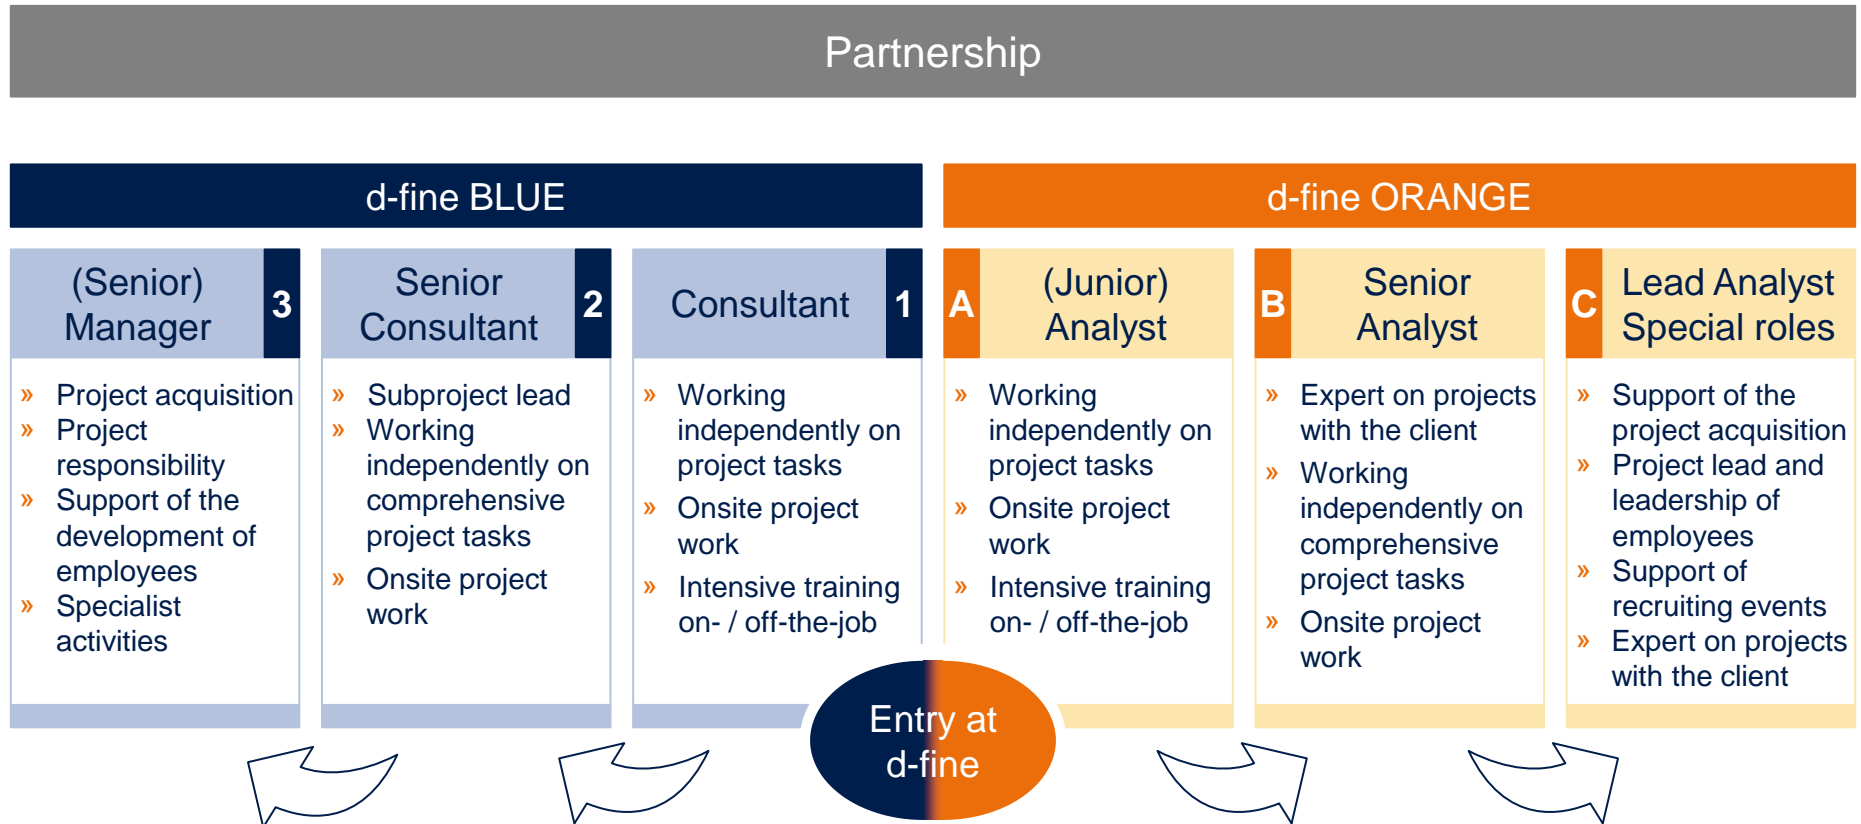 Partnership
d-fine BLUE
(Senior)
Manager
3
» Project acquisition
» Project
responsibility
» Support of the
development of
employees
» Specialist
activities
Senior
Consultant
2
» Subproject lead
» Working
independently on
comprehensive
project tasks
» Onsite project
work
Consultant
1
» Working
independently on
project tasks
» Onsite project
work
» Intensive training
on- / off-the-job
d-fine ORANGE
A
(Junior)
Analyst
» Working
independently on
project tasks
» Onsite project
work
» Intensive training
on- / off-the-job
B
Senior
Analyst
» Expert on projects
with the client
» Working
independently on
comprehensive
project tasks
» Onsite project
work
C
Lead Analyst
Special roles
» Support of the
project acquisition
» Project lead and
leadership of
employees
» Support of
recruiting events
» Expert on projects
with the client
Entry at
d-fine